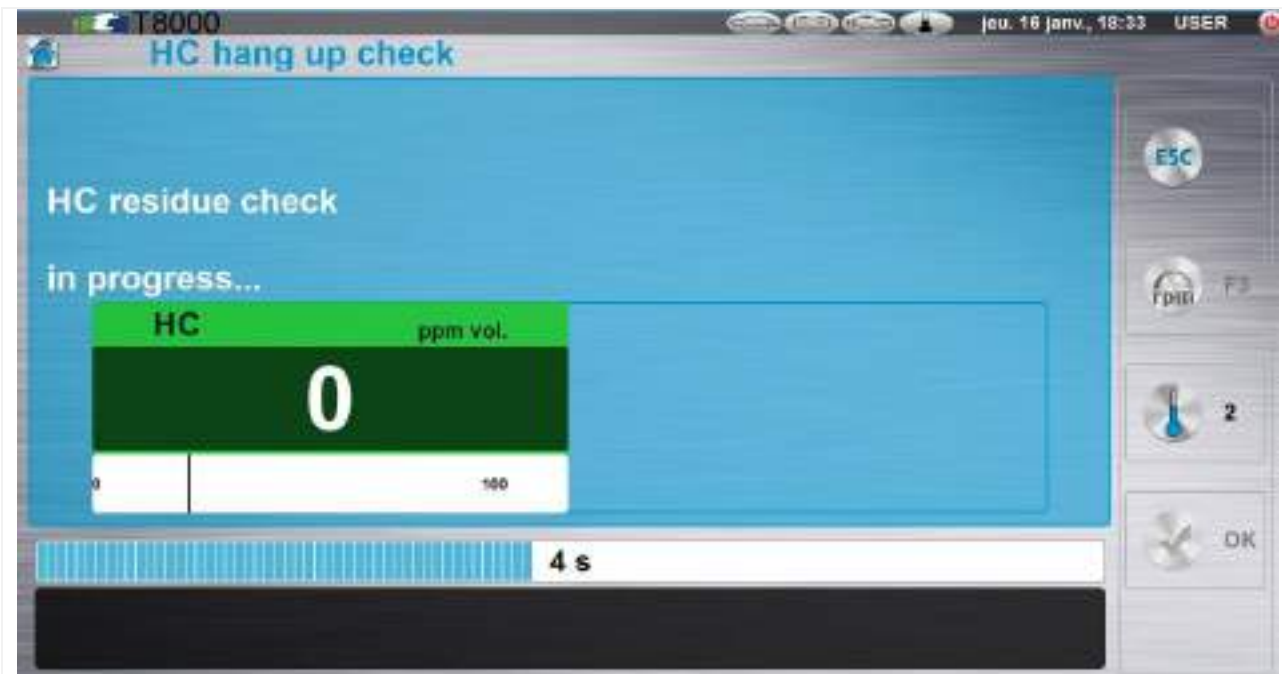 T8000
jeu. 16 janv., 18:33 USER
HC hang up check
ESC
HC residue check
in progress...
rpm F3
HC ppm vol.
0
2
0 100
4 s
OK